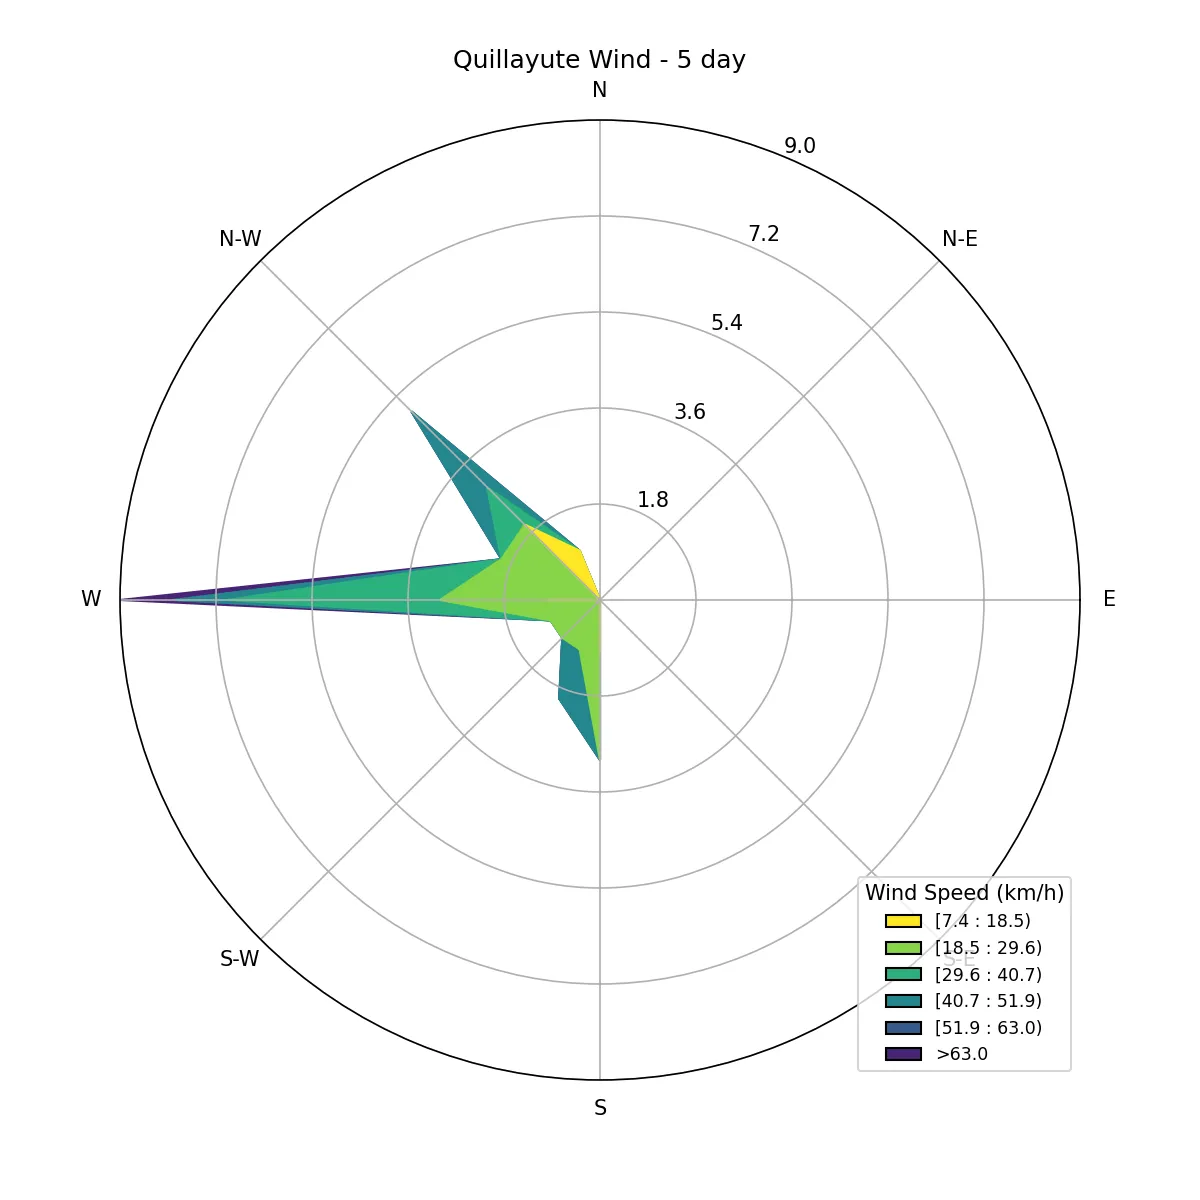 Quillayute Wind - 5 day
N
9.0
N-W
N-E
7.2
5.4
3.6
1.8
W
E
S-W
S-E
S
Wind Speed (km/h)
[7.4 : 18.5)
[18.5 : 29.6)
[29.6 : 40.7)
[40.7 : 51.9)
[51.9 : 63.0)
>63.0